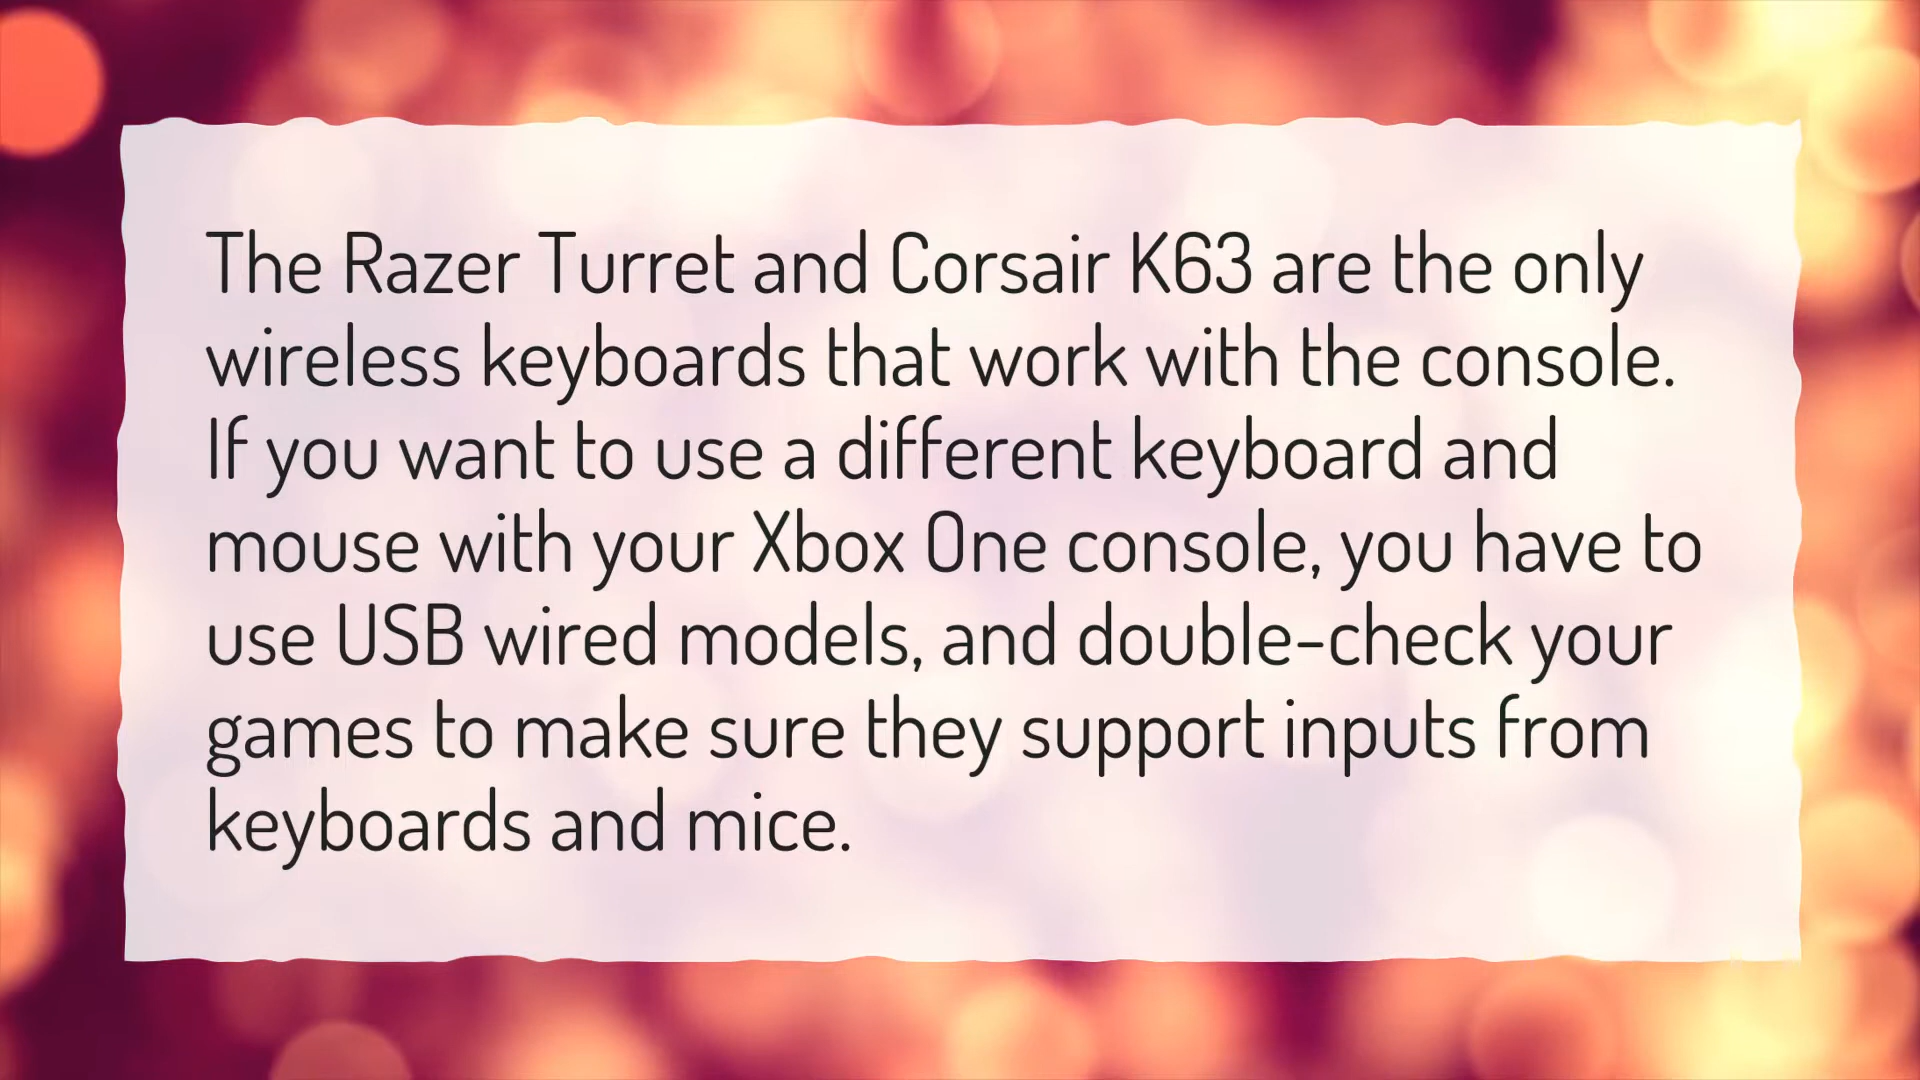 The Razer Turret and Corsair K63 are the only
wireless keyboards that work with the console.
If you want to use a different keyboard and
mouse with your Xbox One console, you have to
use USB wired models, and double-check your
games to make sure they support inputs from
keyboards and mice.